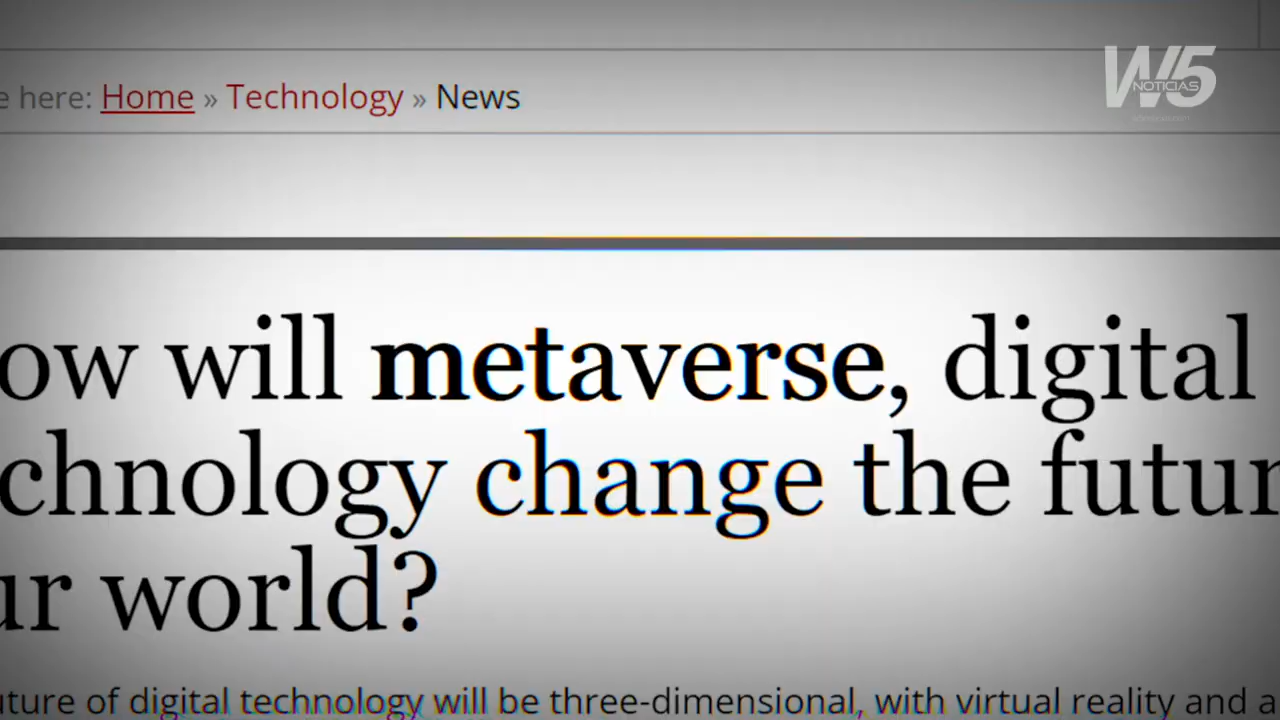 e here: Home » Technology » News
W5
NOTICIAS
ow will metaverse, digital
chnology change the futur
ur world?
uture of digital technology will be three-dimensional, with virtual reality and a